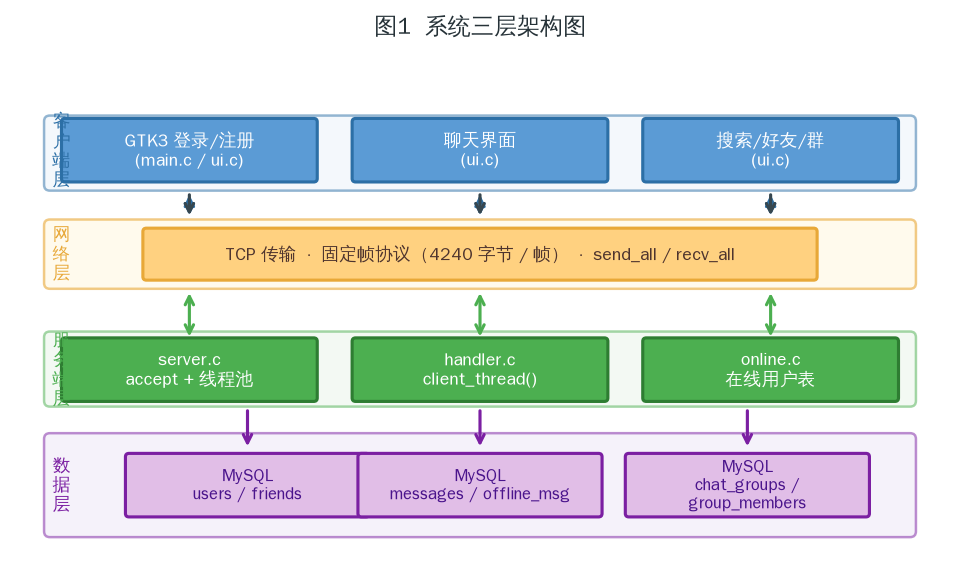 图1 系统三层架构图
客户端层
GTK3 登录/注册
(main.c / ui.c)
聊天界面
(ui.c)
搜索/好友/群
(ui.c)
网络层
TCP 传输 · 固定帧协议（4240 字节 / 帧） · send_all / recv_all
服务端层
server.c
accept + 线程池
handler.c
client_thread()
online.c
在线用户表
数据层
MySQL
users / friends
MySQL
messages / offline_msg
MySQL
chat_groups /
group_members